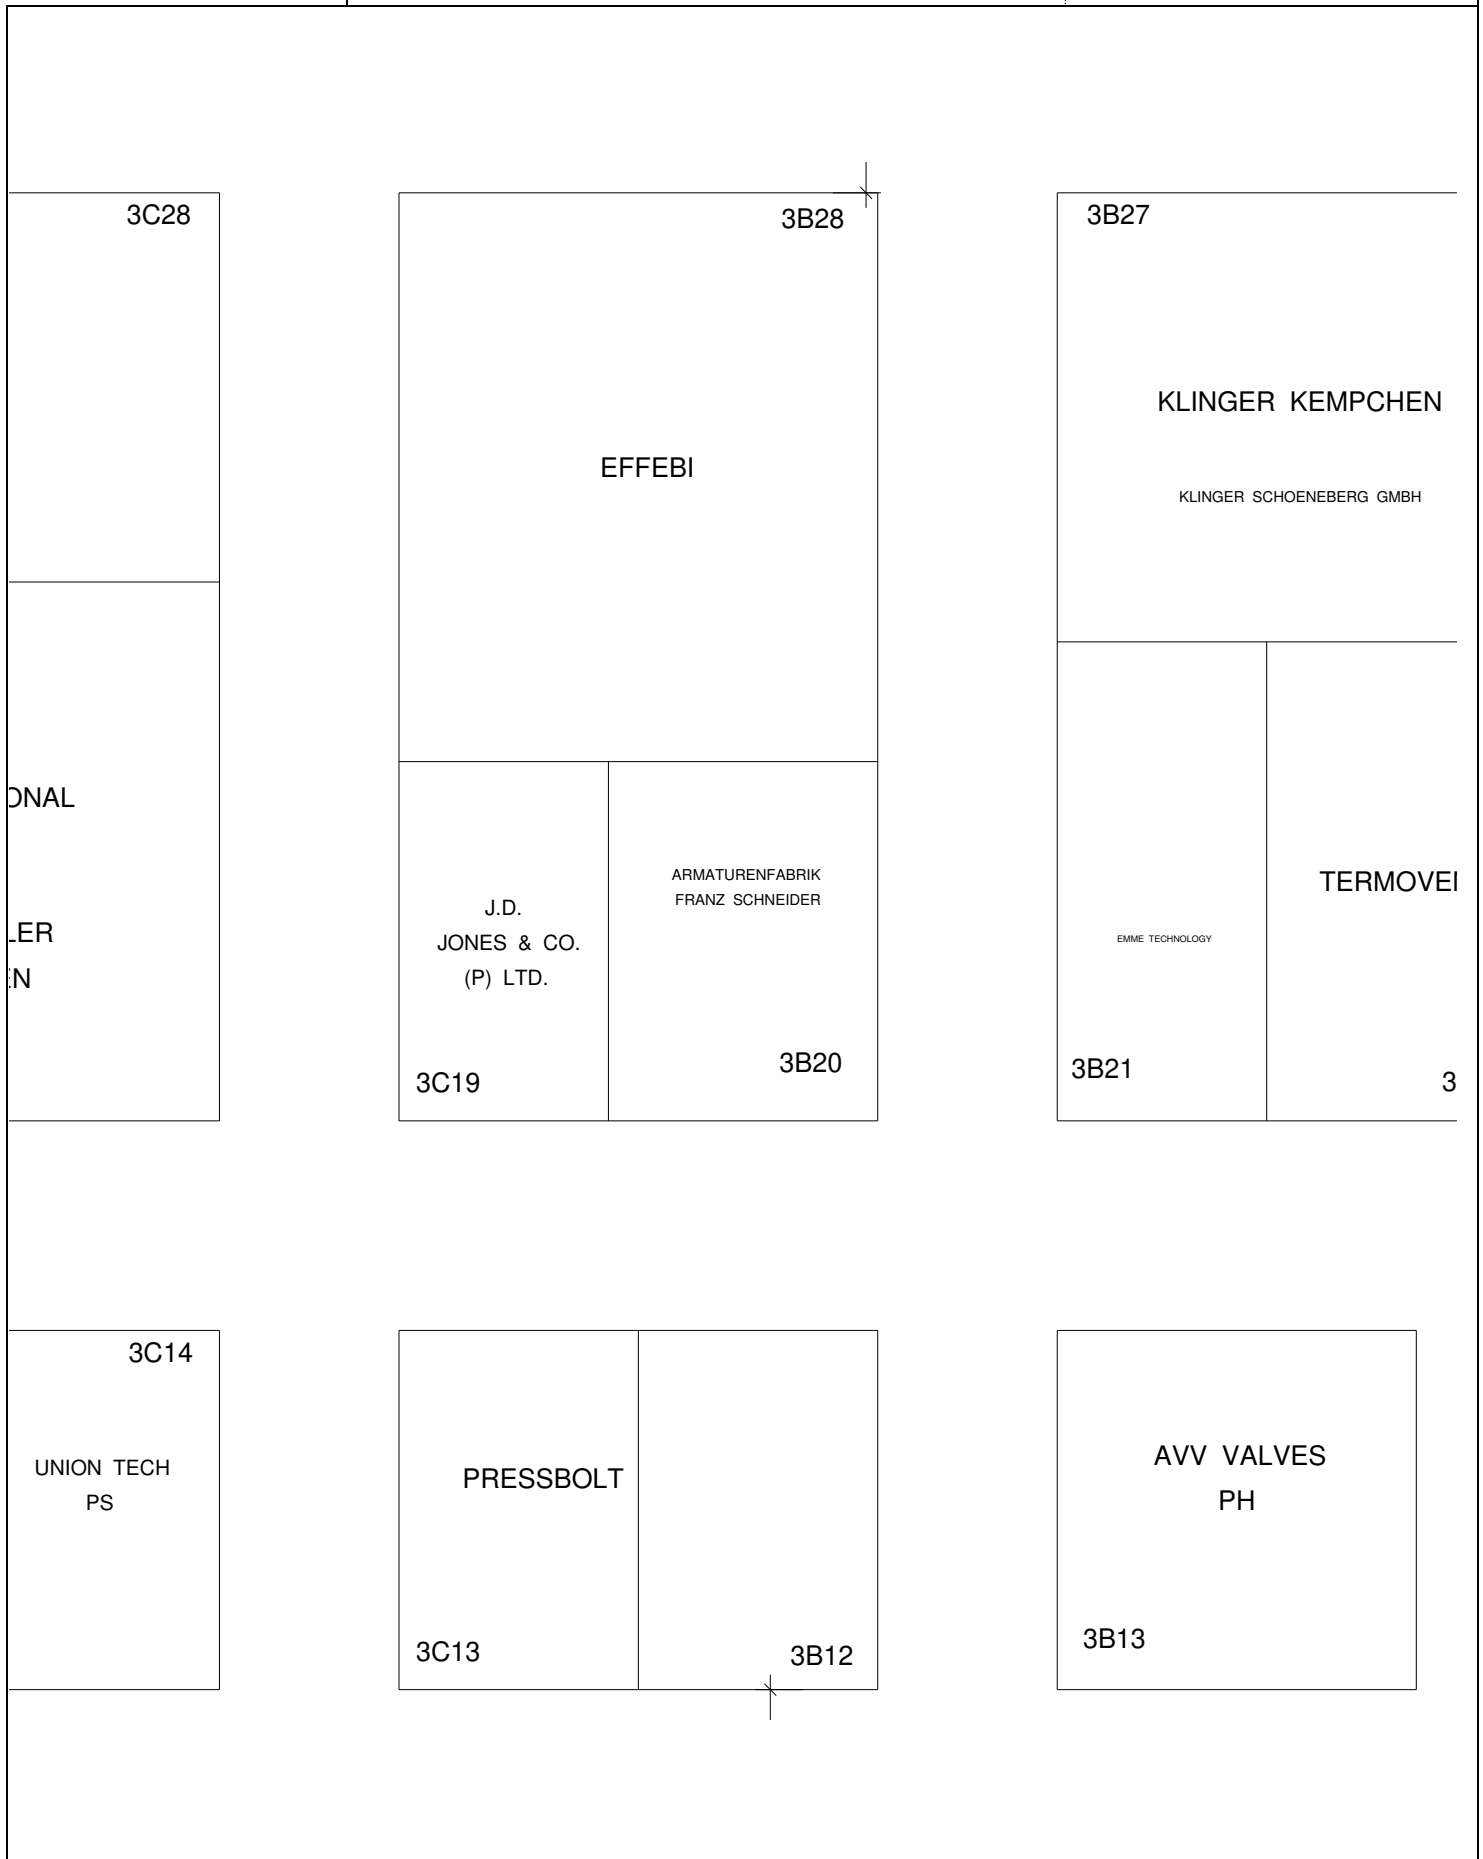 3C28
3B28
3B27
KLINGER KEMPCHEN
EFFEBI
KLINGER SCHOENEBERG GMBH
ONAL
LER
EN
J.D.
JONES & CO.
(P) LTD.
3C19
ARMATURENFABRIK
FRANZ SCHNEIDER
3B20
EMME TECHNOLOGY
3B21
TERMOVE
3
3C14
UNION TECH
PS
PRESSBOLT
3C13
3B12
AVV VALVES
PH
3B13